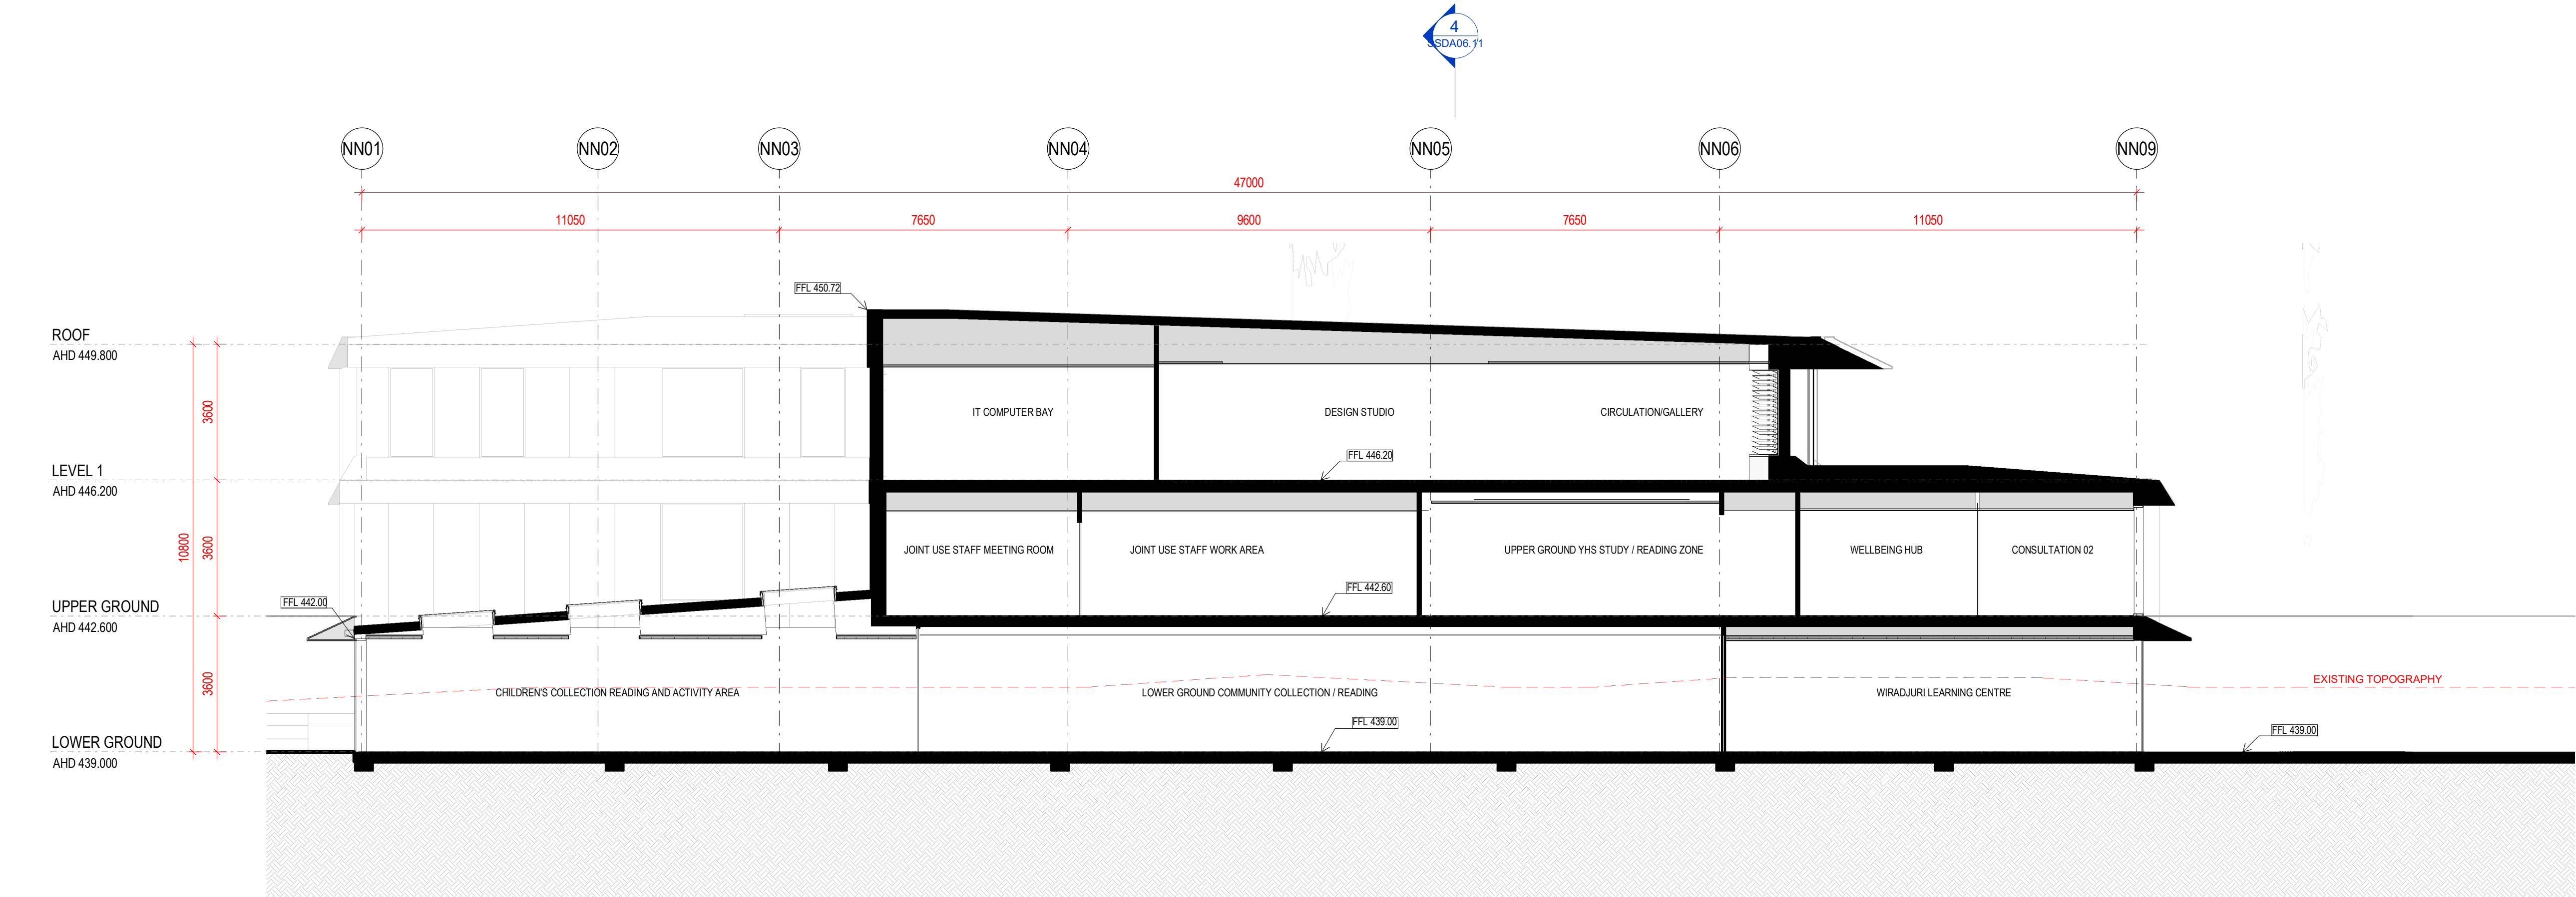 4
SSDA06.11
NN01
NN02
NN03
NN04
NN05
NN06
NN09
47000
11050
7650
9600
7650
11050
FFL 450.72
ROOF
AHD 449.800
3600
IT COMPUTER BAY
DESIGN STUDIO
CIRCULATION/GALLERY
FFL 446.20
LEVEL 1
AHD 446.200
10800
3600
JOINT USE STAFF MEETING ROOM
JOINT USE STAFF WORK AREA
UPPER GROUND YHS STUDY / READING ZONE
WELLBEING HUB
CONSULTATION 02
FFL 442.60
FFL 442.00
UPPER GROUND
AHD 442.600
3600
EXISTING TOPOGRAPHY
CHILDREN'S COLLECTION READING AND ACTIVITY AREA
LOWER GROUND COMMUNITY COLLECTION / READING
WIRADJURI LEARNING CENTRE
FFL 439.00
FFL 439.00
LOWER GROUND
AHD 439.000